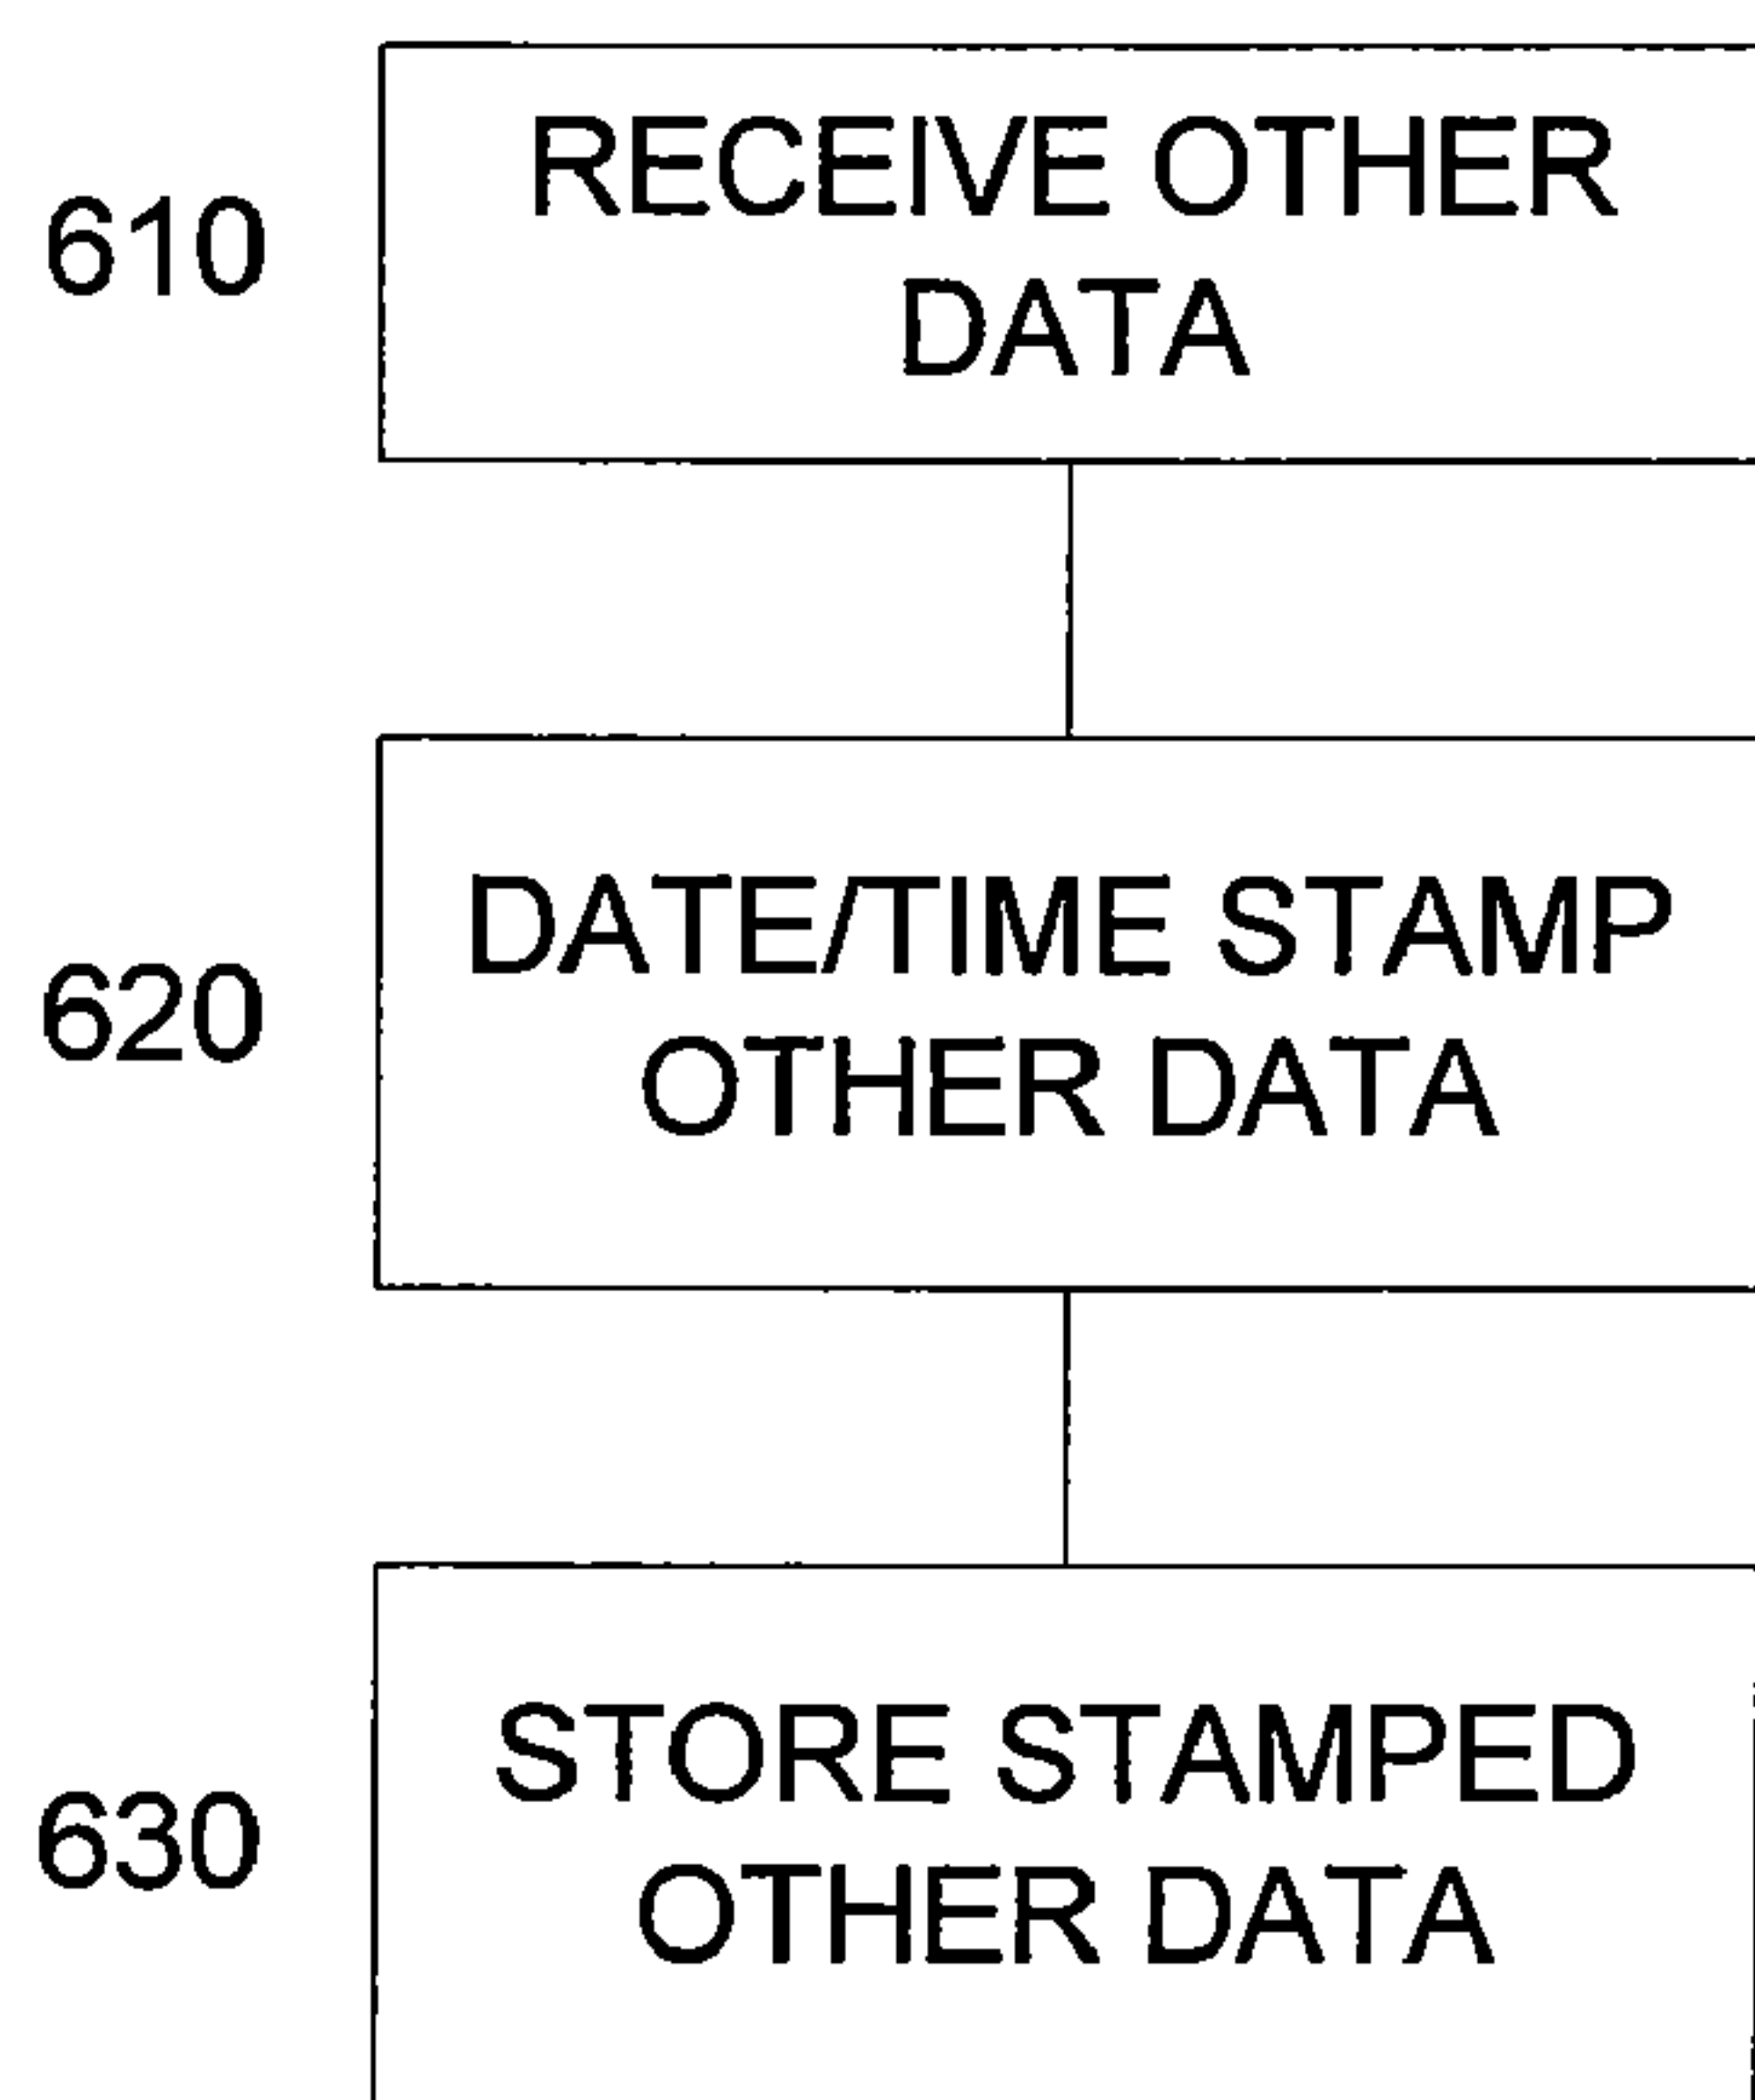 RECEIVE OTHER
DATA
610
DATE/TIME STAMP
OTHER DATA
620
STORE STAMPED
OTHER DATA
630